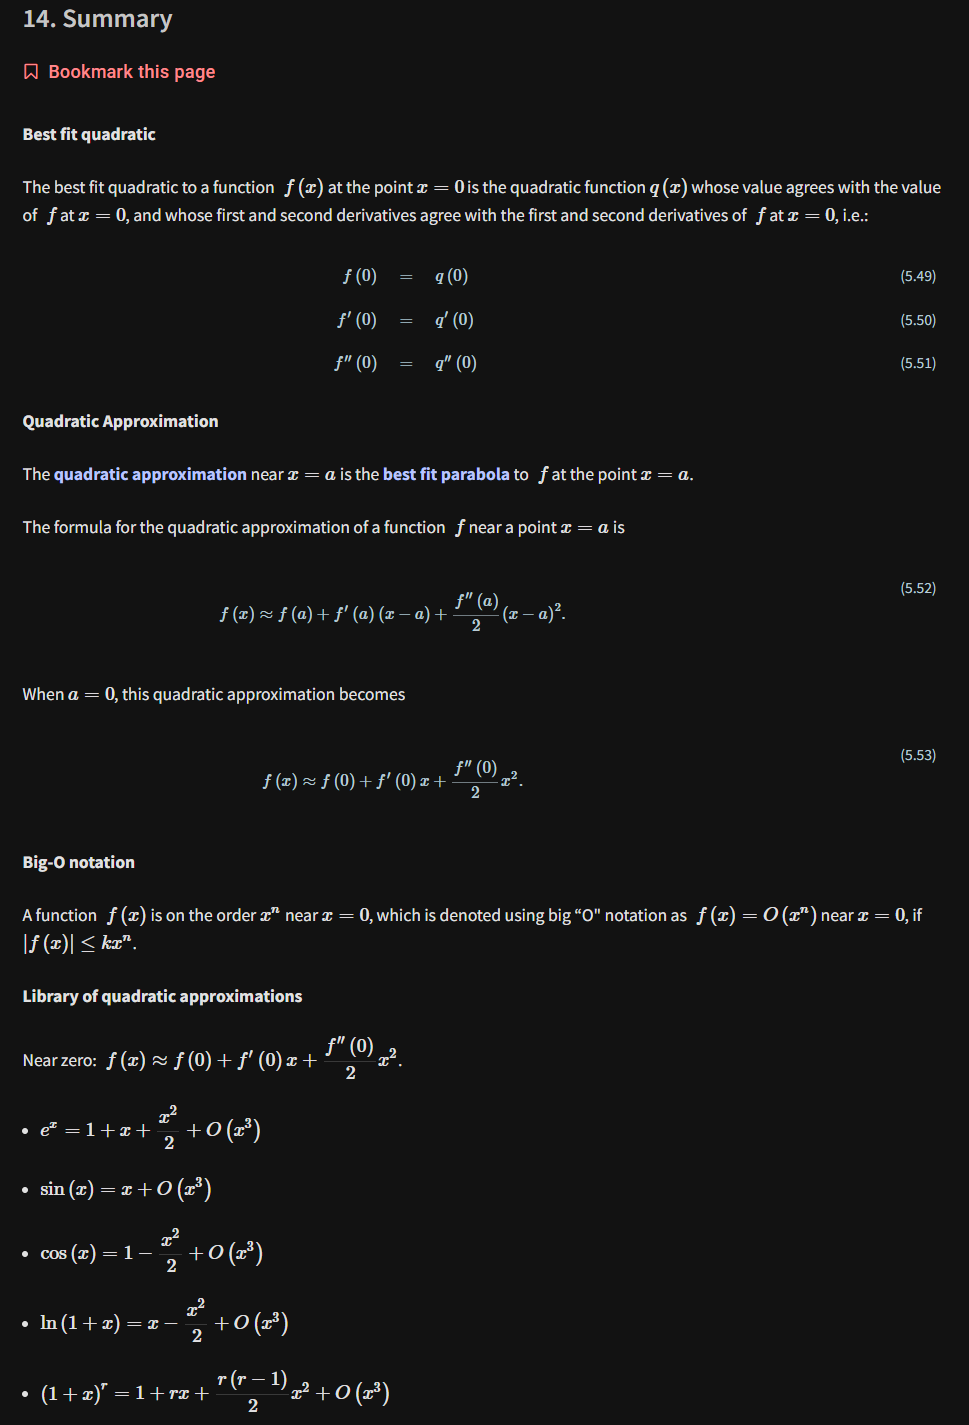 14. Summary
Bookmark this page
Best fit quadratic
The best fit quadratic to a function f (x) at the point x = 0 is the quadratic function q (x) whose value agrees with the value
of f at x = 0, and whose first and second derivatives agree with the first and second derivatives of f at x = 0, i.e.:
f (0) = q (0) (5.49)
f′ (0) = q′ (0) (5.50)
f″ (0) = q″ (0) (5.51)
Quadratic Approximation
The quadratic approximation near x = a is the best fit parabola to f at the point x = a.
The formula for the quadratic approximation of a function f near a point x = a is
f (x) ≈ f (a) + f′ (a) (x − a) + f″ (a)/2 (x − a)². (5.52)
When a = 0, this quadratic approximation becomes
f (x) ≈ f (0) + f′ (0) x + f″ (0)/2 x². (5.53)
Big-O notation
A function f (x) is on the order xⁿ near x = 0, which is denoted using big “O" notation as f (x) = O (xⁿ) near x = 0, if
|f (x)| ≤ kxⁿ.
Library of quadratic approximations
Near zero: f (x) ≈ f (0) + f′ (0) x + f″ (0)/2 x².
• eˣ = 1 + x + x²/2 + O (x³)
• sin (x) = x + O (x³)
• cos (x) = 1 − x²/2 + O (x³)
• ln (1 + x) = x − x²/2 + O (x³)
• (1 + x)ʳ = 1 + rx + r (r − 1)/2 x² + O (x³)